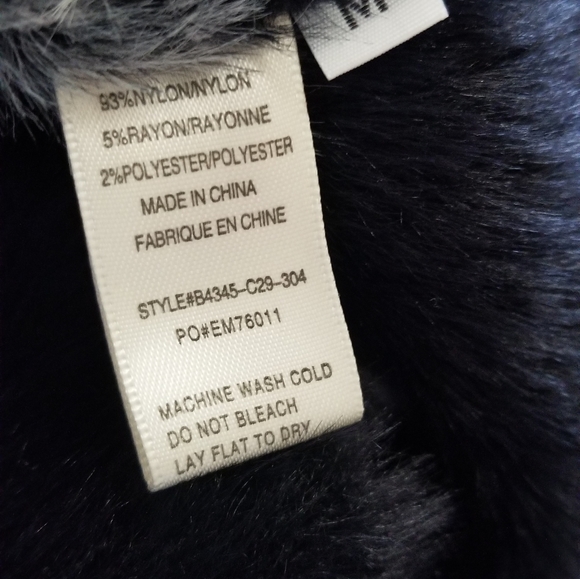 M
93%NYLON/NYLON
5%RAYON/RAYONNE
2%POLYESTER/POLYESTER
MADE IN CHINA
FABRIQUE EN CHINE
STYLE#B4345-C29-304
PO#EM76011
MACHINE WASH COLD
DO NOT BLEACH
LAY FLAT TO DRY